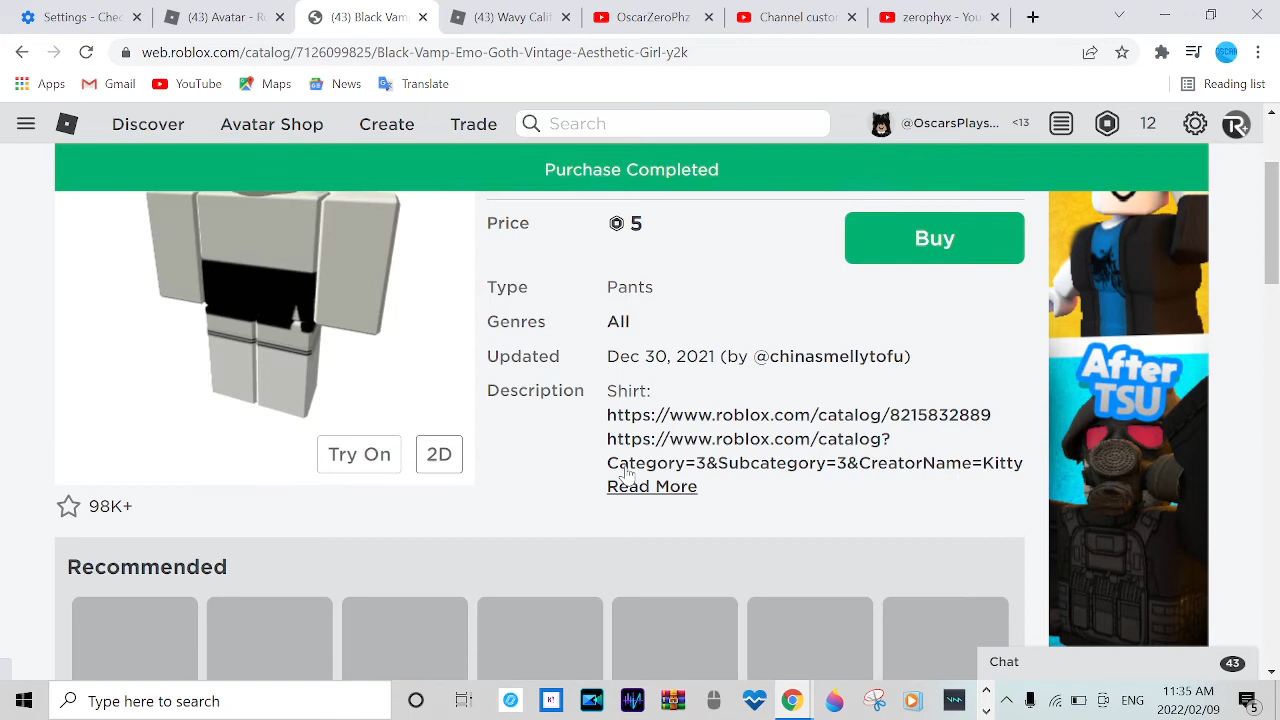 Settings - Chec
(43) Avatar - R
(43) Black Vam
(43) Wavy Calif
OscarZeroPhz
Channel custo
zerophyx - You
web.roblox.com/catalog/7126099825/Black-Vamp-Emo-Goth-Vintage-Aesthetic-Girl-y2k
Apps
Gmail
YouTube
Maps
News
Translate
Reading list
Discover
Avatar Shop
Create
Trade
Search
@OscarsPlays...
<13
12
Purchase Completed
Price
5
Buy
Type
Pants
Genres
All
Updated
Dec 30, 2021 (by @chinasmellytofu)
Description
Shirt:
https://www.roblox.com/catalog/8215832889
https://www.roblox.com/catalog?
Category=3&Subcategory=3&CreatorName=Kitty
Read More
Try On
2D
98K+
After
TSU
Recommended
Chat
43
Type here to search
ENG
11:35 AM
2022/02/09
5